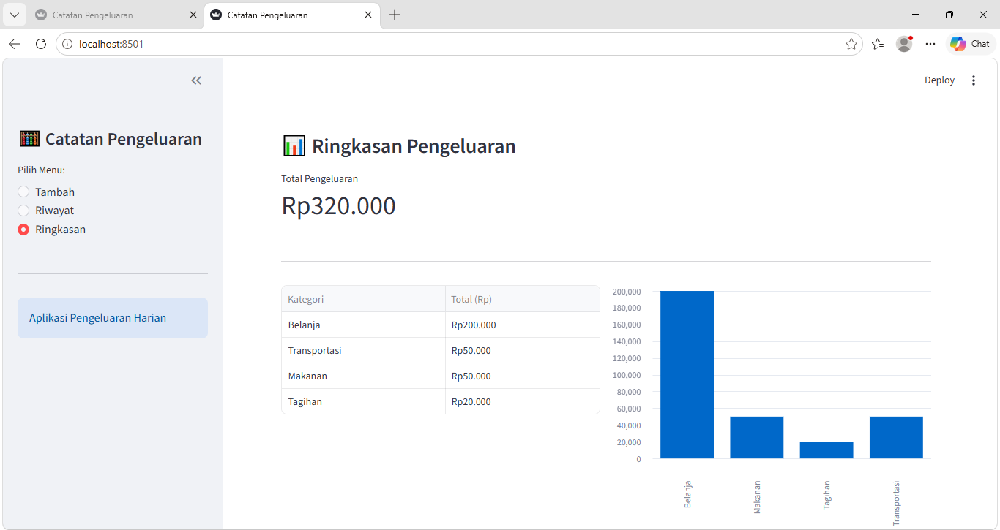 Catatan Pengeluaran
Catatan Pengeluaran
localhost:8501
Chat
Deploy
Catatan Pengeluaran
Pilih Menu:
Tambah
Riwayat
Ringkasan
Aplikasi Pengeluaran Harian
Ringkasan Pengeluaran
Total Pengeluaran
Rp320.000
Kategori Total (Rp)
Belanja Rp200.000
Transportasi Rp50.000
Makanan Rp50.000
Tagihan Rp20.000
200,000
180,000
160,000
140,000
120,000
100,000
80,000
60,000
40,000
20,000
0
Belanja
Makanan
Tagihan
Transportasi